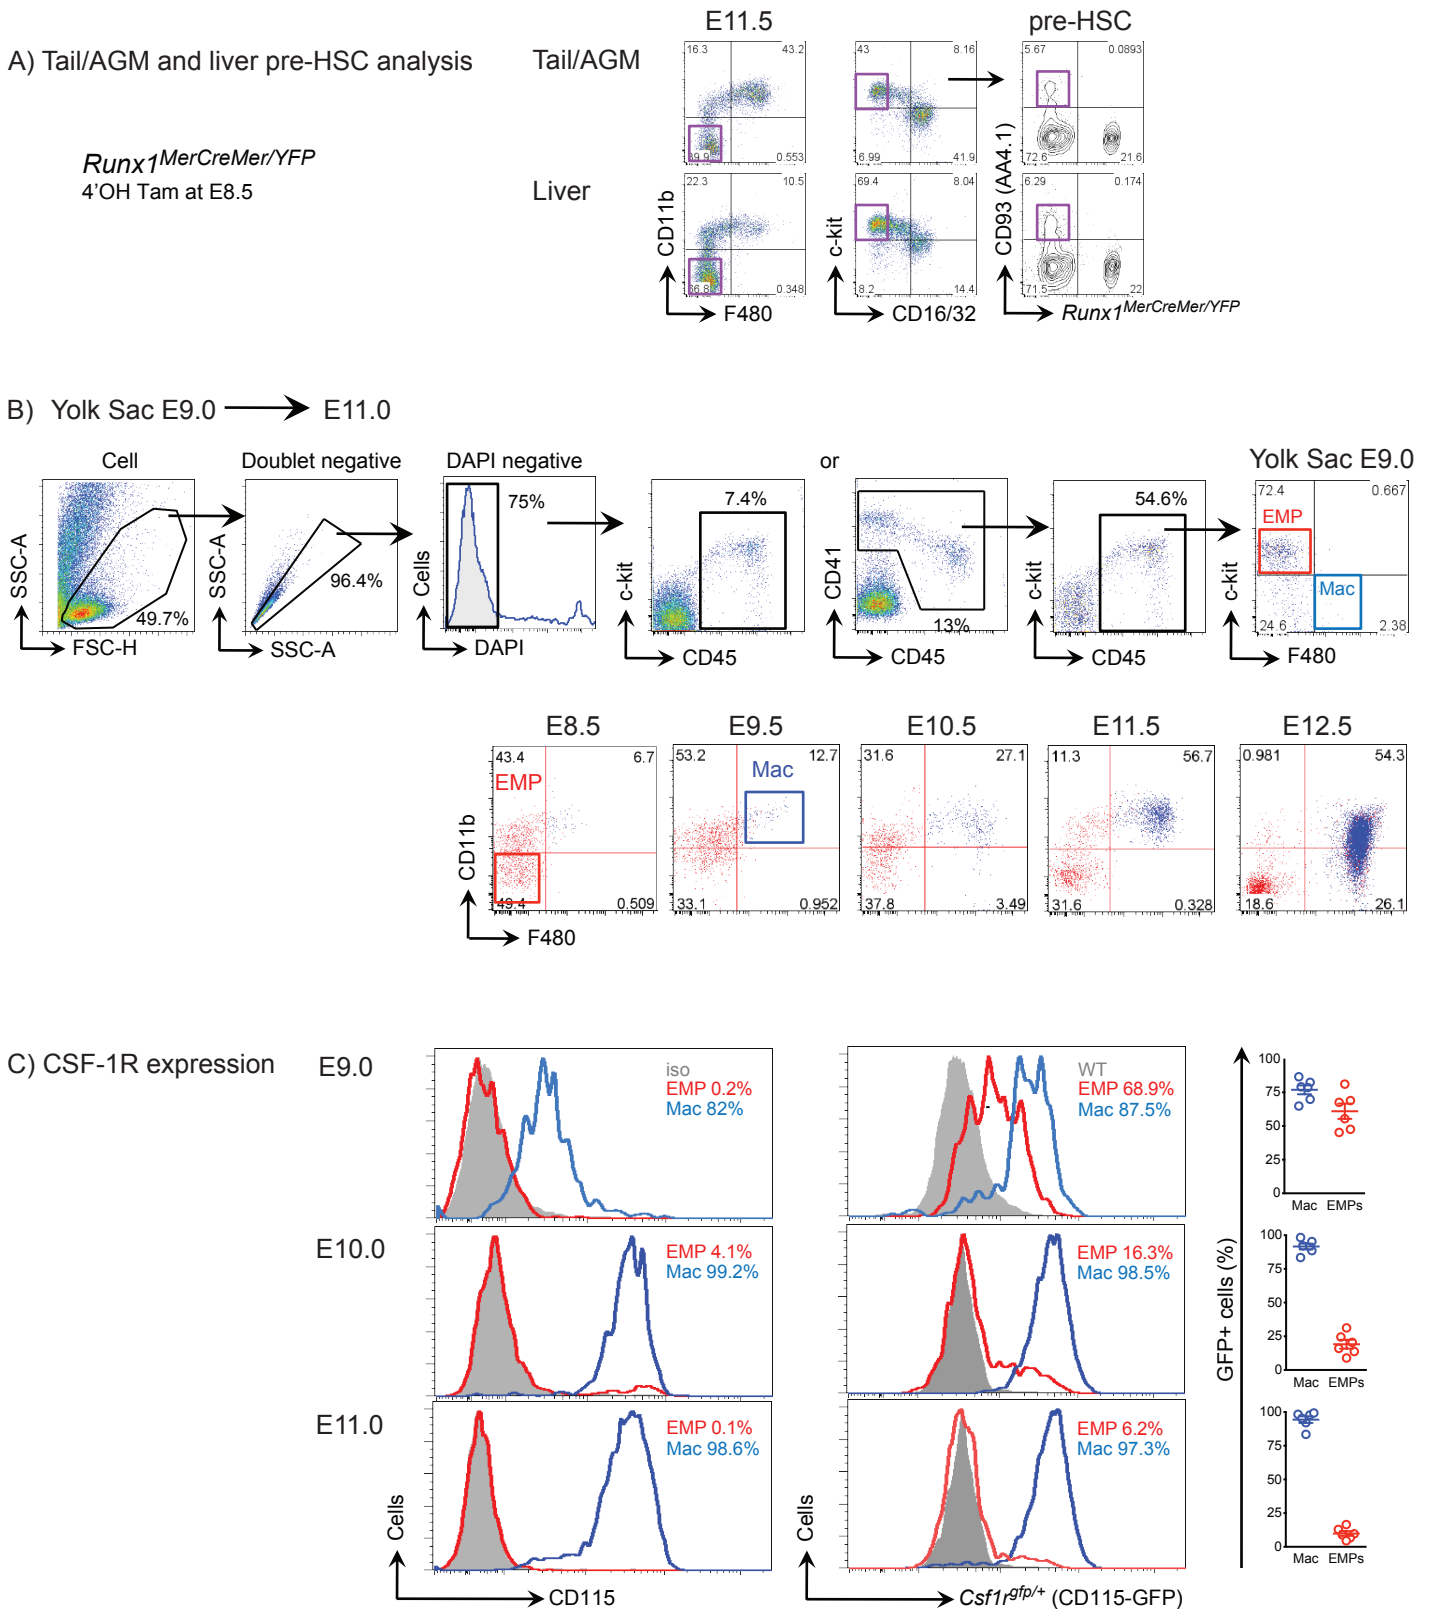 E11.5
pre-HSC
A) Tail/AGM and liver pre-HSC analysis
Tail/AGM
16.3
43.2
43
8.16
5.67
0.0893
0.553
6.99
41.9
72.6
21.6
Runx1MerCreMer/YFP
4'OH Tam at E8.5
Liver
22.3
10.5
69.4
8.04
6.29
0.174
0.348
8.2
14.4
71.5
22
CD11b
c-kit
CD93 (AA4.1)
F480
CD16/32
Runx1MerCreMer/YFP
B) Yolk Sac E9.0
E11.0
Cell
Doublet negative
DAPI negative
or
Yolk Sac E9.0
49.7%
96.4%
75%
7.4%
13%
54.6%
72.4
0.667
EMP
Mac
24.6
2.38
SSC-A
SSC-A
Cells
c-kit
CD41
c-kit
c-kit
FSC-H
SSC-A
DAPI
CD45
CD45
CD45
F480
E8.5
E9.5
E10.5
E11.5
E12.5
43.4
6.7
53.2
12.7
31.6
27.1
11.3
56.7
0.981
54.3
EMP
Mac
49.4
0.509
33.1
0.952
37.8
3.49
31.6
0.328
18.6
26.1
CD11b
F480
C) CSF-1R expression
E9.0
iso
EMP 0.2%
Mac 82%
WT
EMP 68.9%
Mac 87.5%
100
75
50
25
0
Mac EMPs
E10.0
EMP 4.1%
Mac 99.2%
EMP 16.3%
Mac 98.5%
GFP+ cells (%)
100
75
50
25
0
Mac EMPs
E11.0
EMP 0.1%
Mac 98.6%
EMP 6.2%
Mac 97.3%
100
75
50
25
0
Mac EMPs
Cells
CD115
Cells
Csf1rgfp/+ (CD115-GFP)